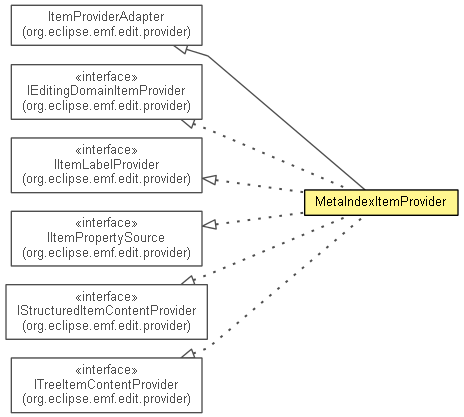 ItemProviderAdapter
(org.eclipse.emf.edit.provider)
«interface»
IEditingDomainItemProvider
(org.eclipse.emf.edit.provider)
«interface»
IItemLabelProvider
(org.eclipse.emf.edit.provider)
MetaIndexItemProvider
«interface»
IItemPropertySource
(org.eclipse.emf.edit.provider)
«interface»
IStructuredItemContentProvider
(org.eclipse.emf.edit.provider)
«interface»
ITreeItemContentProvider
(org.eclipse.emf.edit.provider)